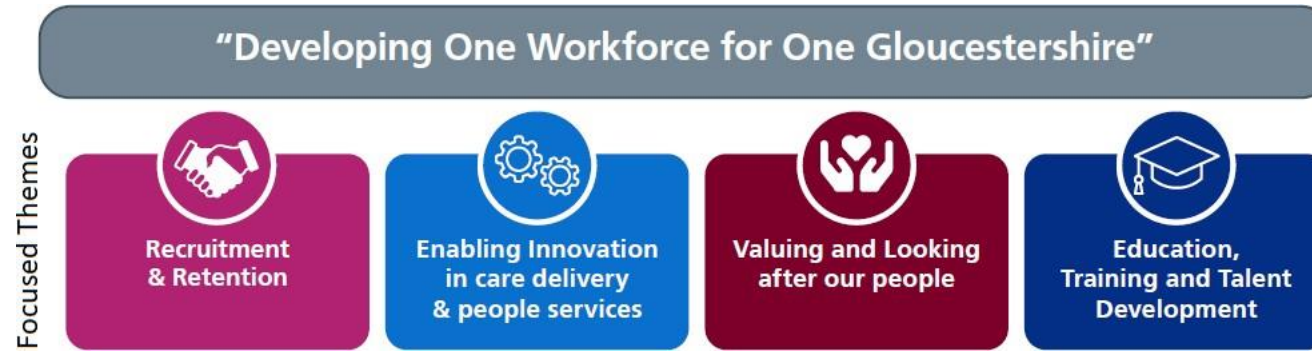 “Developing One Workforce for One Gloucestershire”
Focused Themes
Recruitment
& Retention
Enabling Innovation
in care delivery
& people services
Valuing and Looking
after our people
Education,
Training and Talent
Development